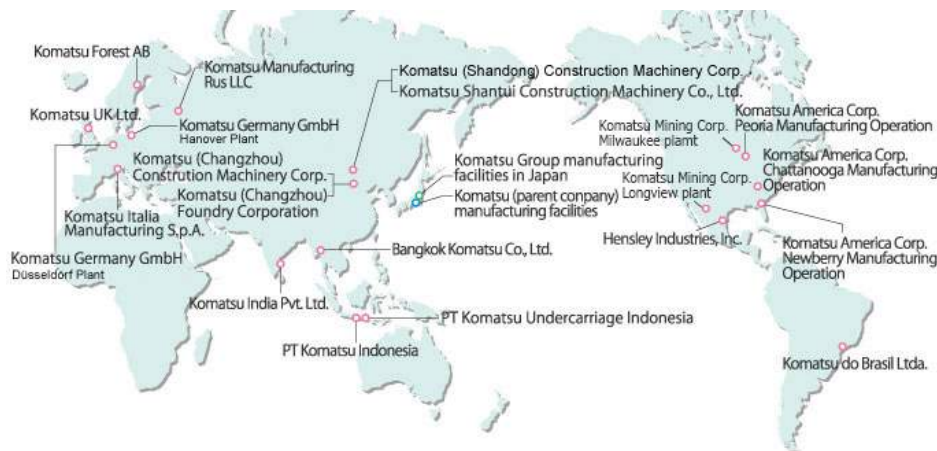 Komatsu Forest AB
Komatsu Manufacturing
Rus LLC
Komatsu (Shandong) Construction Machinery Corp.
Komatsu Shantui Construction Machinery Co., Ltd.
Komatsu UK-Ltd.
Komatsu Germany GmbH
Hanover Plant
Komatsu (Changzhou)
Constrution Machinery Corp.
Komatsu (Changzhou)
Foundry Corporation
Komatsu Italia
Manufacturing S.p.A.
Komatsu Germany GmbH
Düsseldorf Plant
Komatsu Group manufacturing
facilities in Japan
Komatsu (parent company)
manufacturing facilities
Bangkok Komatsu Co., Ltd.
Komatsu India Pvt. Ltd.
PT Komatsu Undercarriage Indonesia
PT Komatsu Indonesia
Komatsu America Corp.
Peoria Manufacturing Operation
Komatsu Mining Corp.
Milwaukee plamt
Komatsu America Corp.
Chattanooga Manufacturing
Operation
Komatsu Mining Corp.
Longview plant
Hensley Industries, Inc.
Komatsu America Corp.
Newberry Manufacturing
Operation
Komatsu do Brasil Ltda.